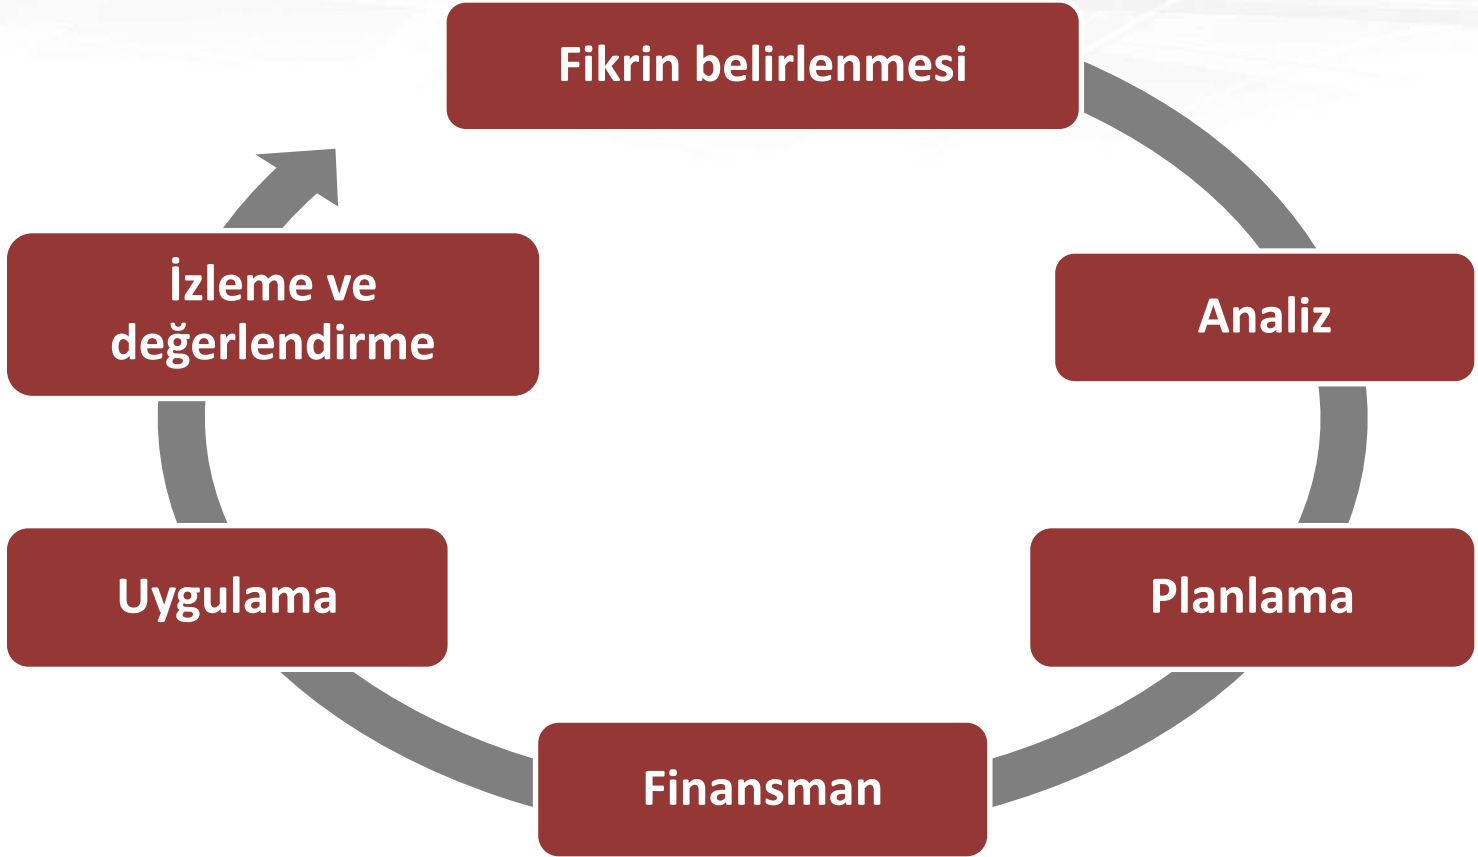 Fikrin belirlenmesi
Analiz
Planlama
Finansman
Uygulama
İzleme ve
değerlendirme